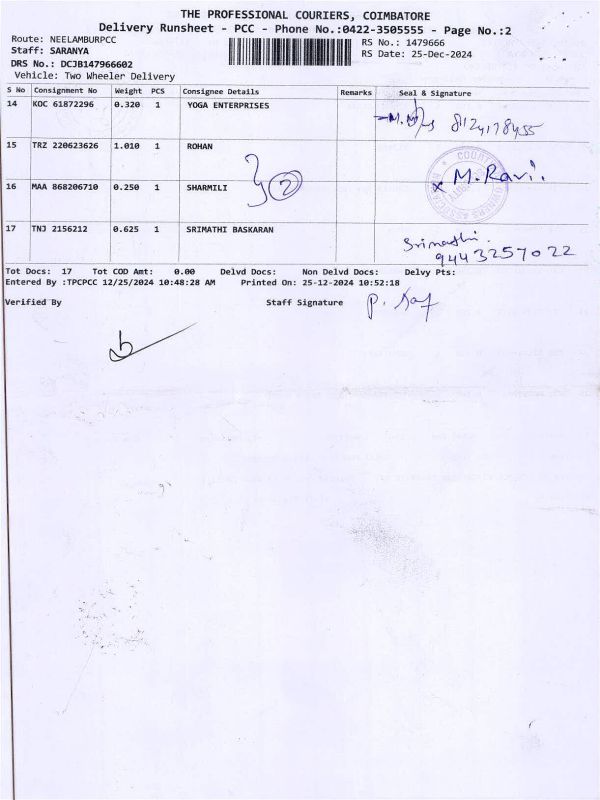 THE PROFESSIONAL COURIERS, COIMBATORE
Delivery Runsheet - PCC - Phone No.:0422-3505555 - Page No.:2
Route: NEELAMBURPCC
RS No.: 1479666
Staff: SARANYA
RS Date: 25-Dec-2024
DRS No.: DCJB147966602
Vehicle: Two Wheeler Delivery
S No Consignment No Weight PCS Consignee Details Remarks Seal & Signature
14 KOC 61872296 0.320 1 YOGA ENTERPRISES
8124178455
15 TRZ 220623626 1.010 1 ROHAN
M. Ravi.
16 MAA 868206710 0.250 1 SHARMILI
2
17 TNJ 2156212 0.625 1 SRIMATHI BASKARAN
Srimathi.
9443257022
Tot Docs: 17 Tot COD Amt: 0.00 Delvd Docs: Non Delvd Docs: Delvy Pts:
Entered By :TPCPCC 12/25/2024 10:48:28 AM Printed On: 25-12-2024 10:52:18
Verified By Staff Signature